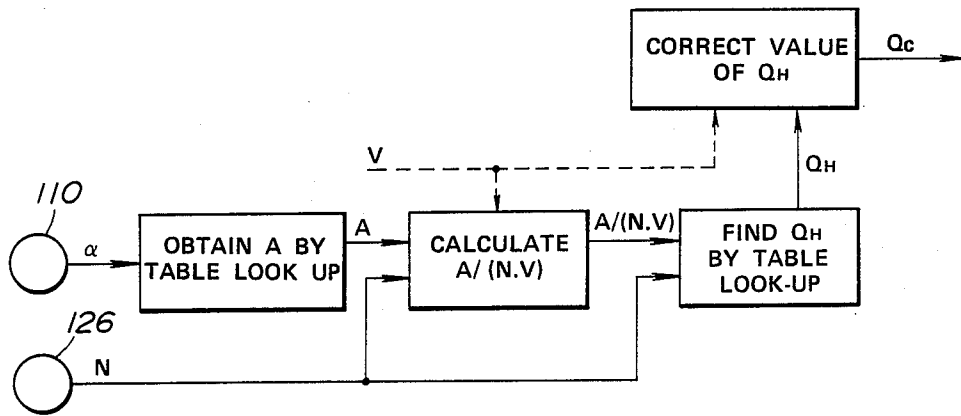 CORRECT VALUE
OF QH
Qc
V
QH
110
α
OBTAIN A BY
TABLE LOOK UP
A
CALCULATE
A/(N.V)
A/(N.V)
FIND QH
BY TABLE
LOOK-UP
126
N